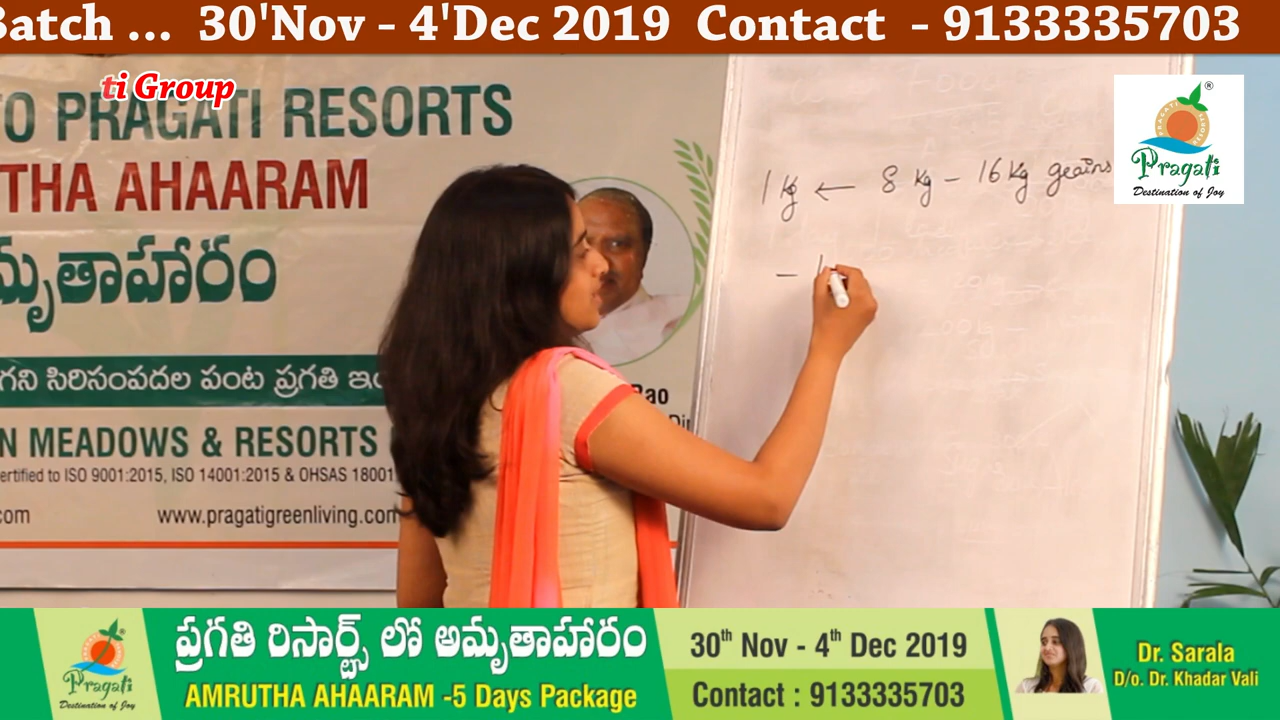 Batch ... 30'Nov - 4'Dec 2019 Contact - 9133335703
ti Group
O PRAGATI RESORTS
THA AHAARAM
మృతాహారం
గని సిరిసంపదల పంట ప్రగతి
N MEADOWS & RESORTS
ertified to ISO 9001:2015, ISO 14001:2015 & OHSAS 18001
com www.pragatigreenliving.com
Rao
Dir
1 kg ← 8 kg - 16 kg grains
- 1
PRAGATI
Pragati
Destination of Joy
®
Pragati
Destination of Joy
ప్రగతి రిసార్ట్స్ లో అమృతాహారం
AMRUTHA AHAARAM -5 Days Package
30th Nov - 4th Dec 2019
Contact : 9133335703
Dr. Sarala
D/o. Dr. Khadar Vali